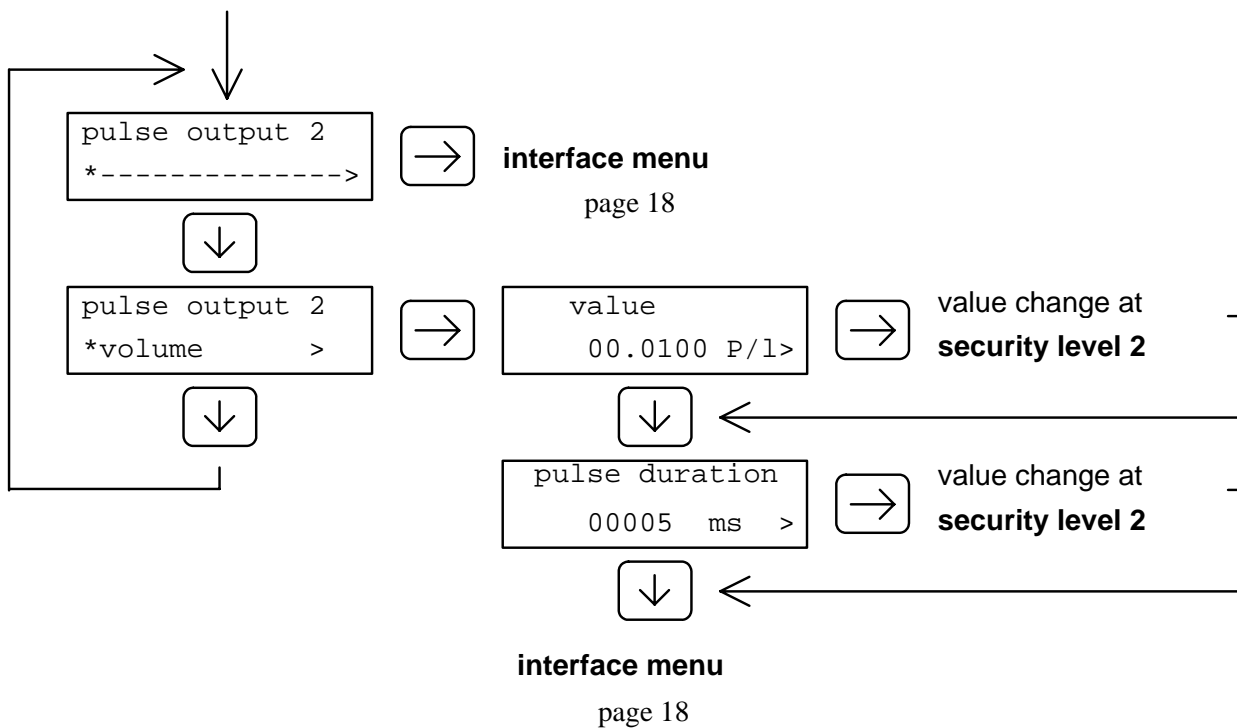 pulse output 2
*-------------->
interface menu
page 18
pulse output 2
*volume >
value
00.0100 P/l>
value change at
security level 2
pulse duration
00005 ms >
value change at
security level 2
interface menu
page 18